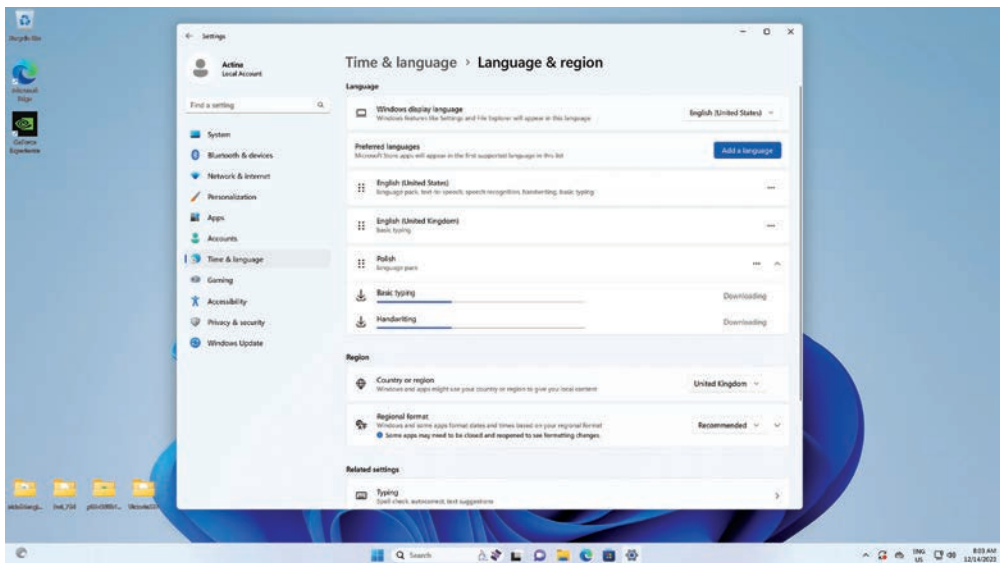 Settings
Actina
Local Account
Find a setting
System
Bluetooth & devices
Network & internet
Personalization
Apps
Accounts
Time & language
Gaming
Accessibility
Privacy & security
Windows Update
Time & language > Language & region
Language
Windows display language
Windows features like Settings and File Explorer will appear in this language
English (United States)
Preferred languages
Microsoft Store apps will appear in the first supported language in this list
Add a language
English (United States)
language pack, text-to-speech, speech recognition, handwriting, basic typing
English (United Kingdom)
basic typing
Polish
language pack
Basic typing
Downloading
Handwriting
Downloading
Region
Country or region
Windows and apps might use your country or region to give you local content
United Kingdom
Regional format
Windows and some apps format dates and times based on your regional format
Some apps may need to be closed and reopened to see formatting changes.
Recommended
Related settings
Typing
Spell check, autocorrect, text suggestions
Recycle Bin
Microsoft
Edge
GeForce
Experience
Search
ENG
US
8:03 AM
12/14/2023